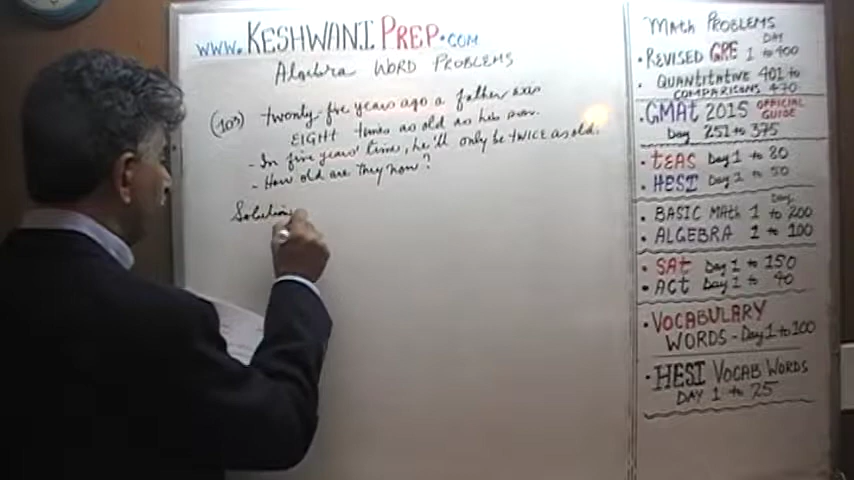 www.KESHWANI PREP.COM
Algebra WORD PROBLEMS
(103) twenty-five years ago a father was
EIGHT times as old as his son.
- In five years' time, he'll only be TWICE as old.
- How old are they now?
Solution
Math PROBLEMS
DAY
• REVISED GRE 1 to 400
• QUANTITATIVE 401 to
COMPARISONS 470
• GMAT 2015 OFFICIAL
GUIDE
Day 251 to 375
• TEAS Day 1 to 80
• HESI Day 1 to 50
Day
• BASIC Math 1 to 200
• ALGEBRA 1 to 100
• SAT Day 1 to 150
• ACT Day 1 to 40
• VOCABULARY
WORDS - Day 1 to 100
• HESI VOCAB WORDS
DAY 1 to 25